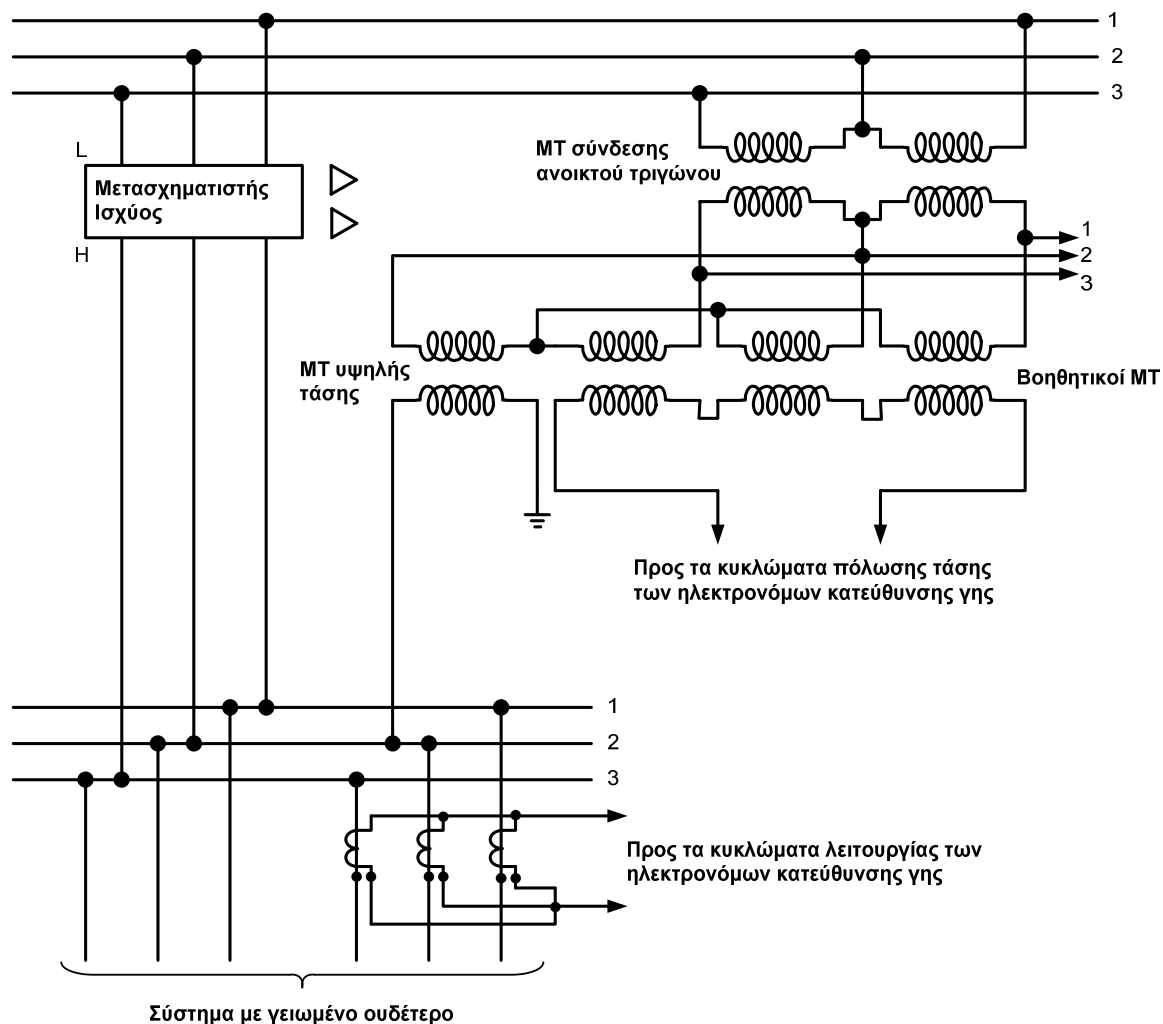 1
2
3
L
Μετασχηματιστής
Ισχύος
H
ΜΤ σύνδεσης
ανοικτού τριγώνου
1
2
3
ΜΤ υψηλής
τάσης
Βοηθητικοί ΜΤ
Προς τα κυκλώματα πόλωσης τάσης
των ηλεκτρονόμων κατεύθυνσης γης
1
2
3
Προς τα κυκλώματα λειτουργίας των
ηλεκτρονόμων κατεύθυνσης γης
Σύστημα με γειωμένο ουδέτερο